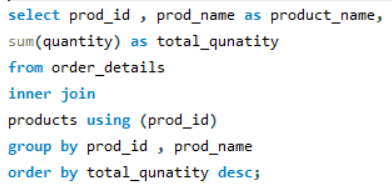 select prod_id , prod_name as product_name,
sum(quantity) as total_qunatity
from order_details
inner join
products using (prod_id)
group by prod_id , prod_name
order by total_qunatity desc;